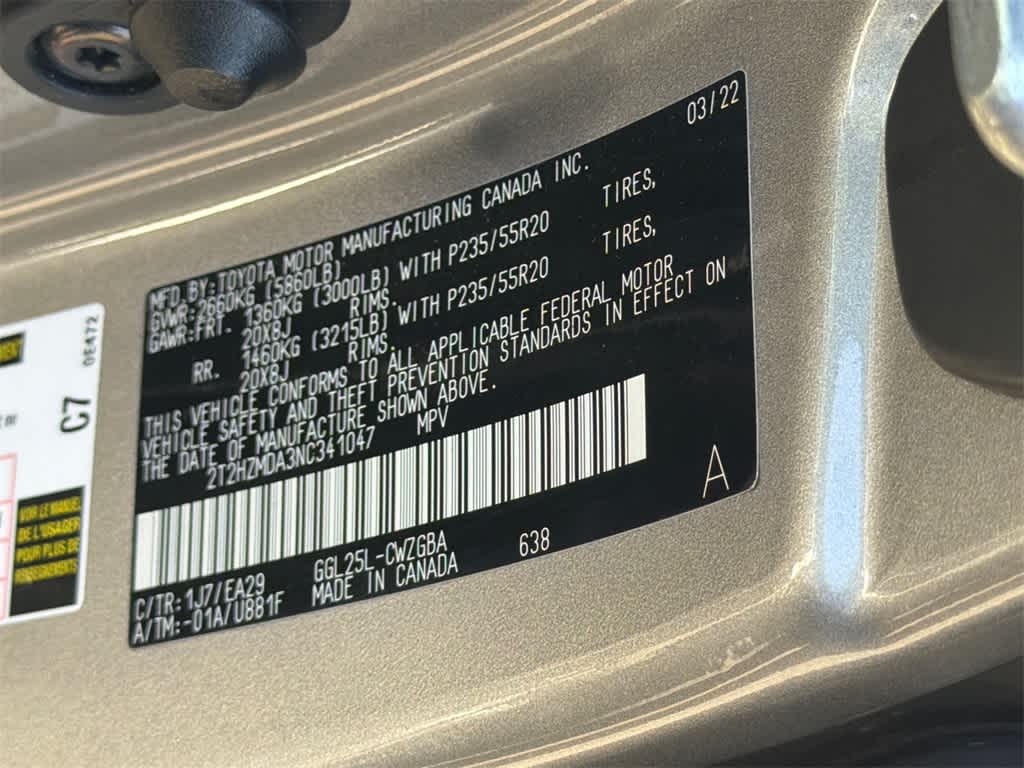 03/22
MFD.BY:TOYOTA MOTOR MANUFACTURING CANADA INC.
GVWR:2660KG (5860LB)
GAWR:FRT. 1360KG (3000LB) WITH P235/55R20 TIRES,
20X8J RIMS.
RR. 1460KG (3215LB) WITH P235/55R20 TIRES,
20X8J RIMS.
THIS VEHICLE CONFORMS TO ALL APPLICABLE FEDERAL MOTOR
VEHICLE SAFETY AND THEFT PREVENTION STANDARDS IN EFFECT ON
THE DATE OF MANUFACTURE SHOWN ABOVE.
2T2HZMDA3NC341047 MPV
A
C/TR:1J7/EA29 GGL25L-CWZGBA 638
A/TM:-01A/U881F MADE IN CANADA
0E472
C7
VOIR LE MANUEL
DE L'USAGER
POUR PLUS DE
RENSEIGNEMENTS